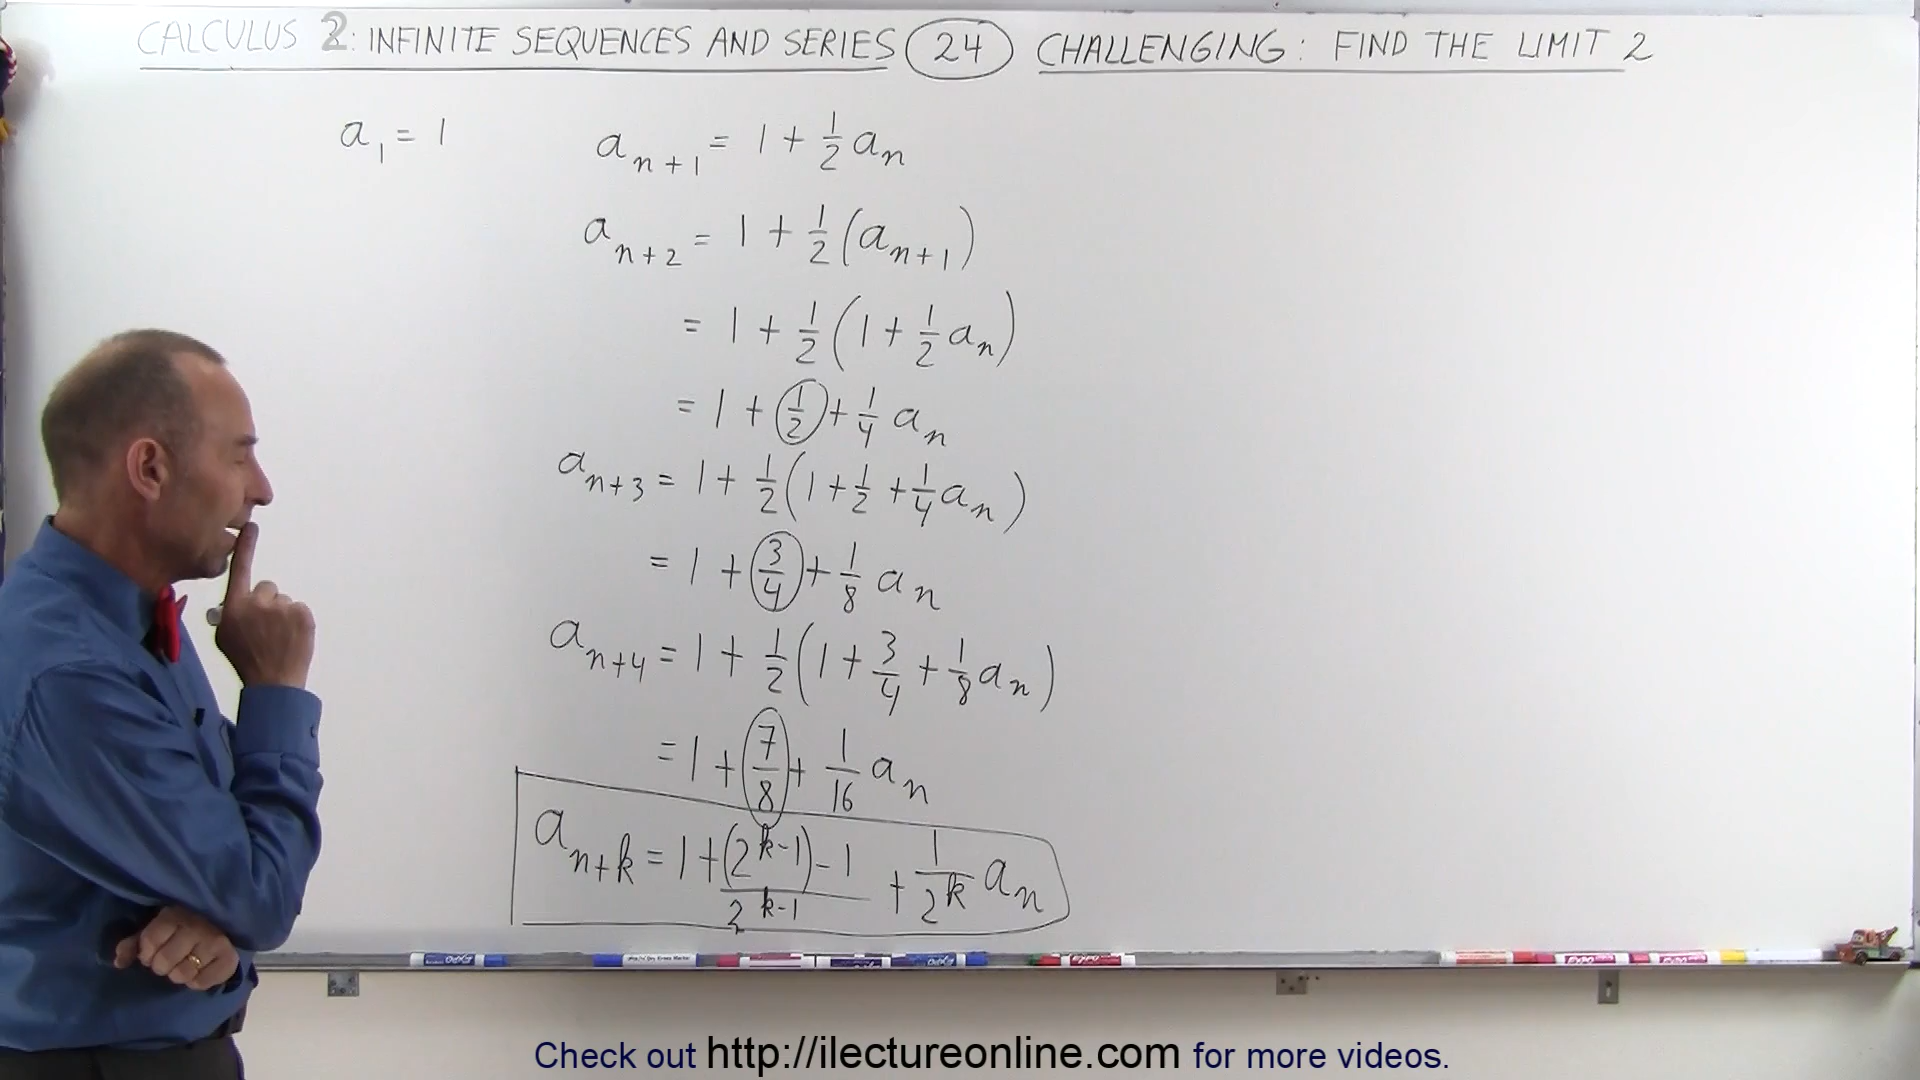 CALCULUS 2: INFINITE SEQUENCES AND SERIES 24 CHALLENGING: FIND THE LIMIT 2
a₁ = 1 aₙ₊₁ = 1 + 1/2 aₙ
aₙ₊₂ = 1 + 1/2 (aₙ₊₁)
= 1 + 1/2 (1 + 1/2 aₙ)
= 1 + 1/2 + 1/4 aₙ
aₙ₊₃ = 1 + 1/2 (1 + 1/2 + 1/4 aₙ)
= 1 + 3/4 + 1/8 aₙ
aₙ₊₄ = 1 + 1/2 (1 + 3/4 + 1/8 aₙ)
= 1 + 7/8 + 1/16 aₙ
aₙ₊ₖ = 1 + ((2^(k-1)) - 1)/2^(k-1) + 1/2^k aₙ
EXPO
Check out http://ilectureonline.com for more videos.